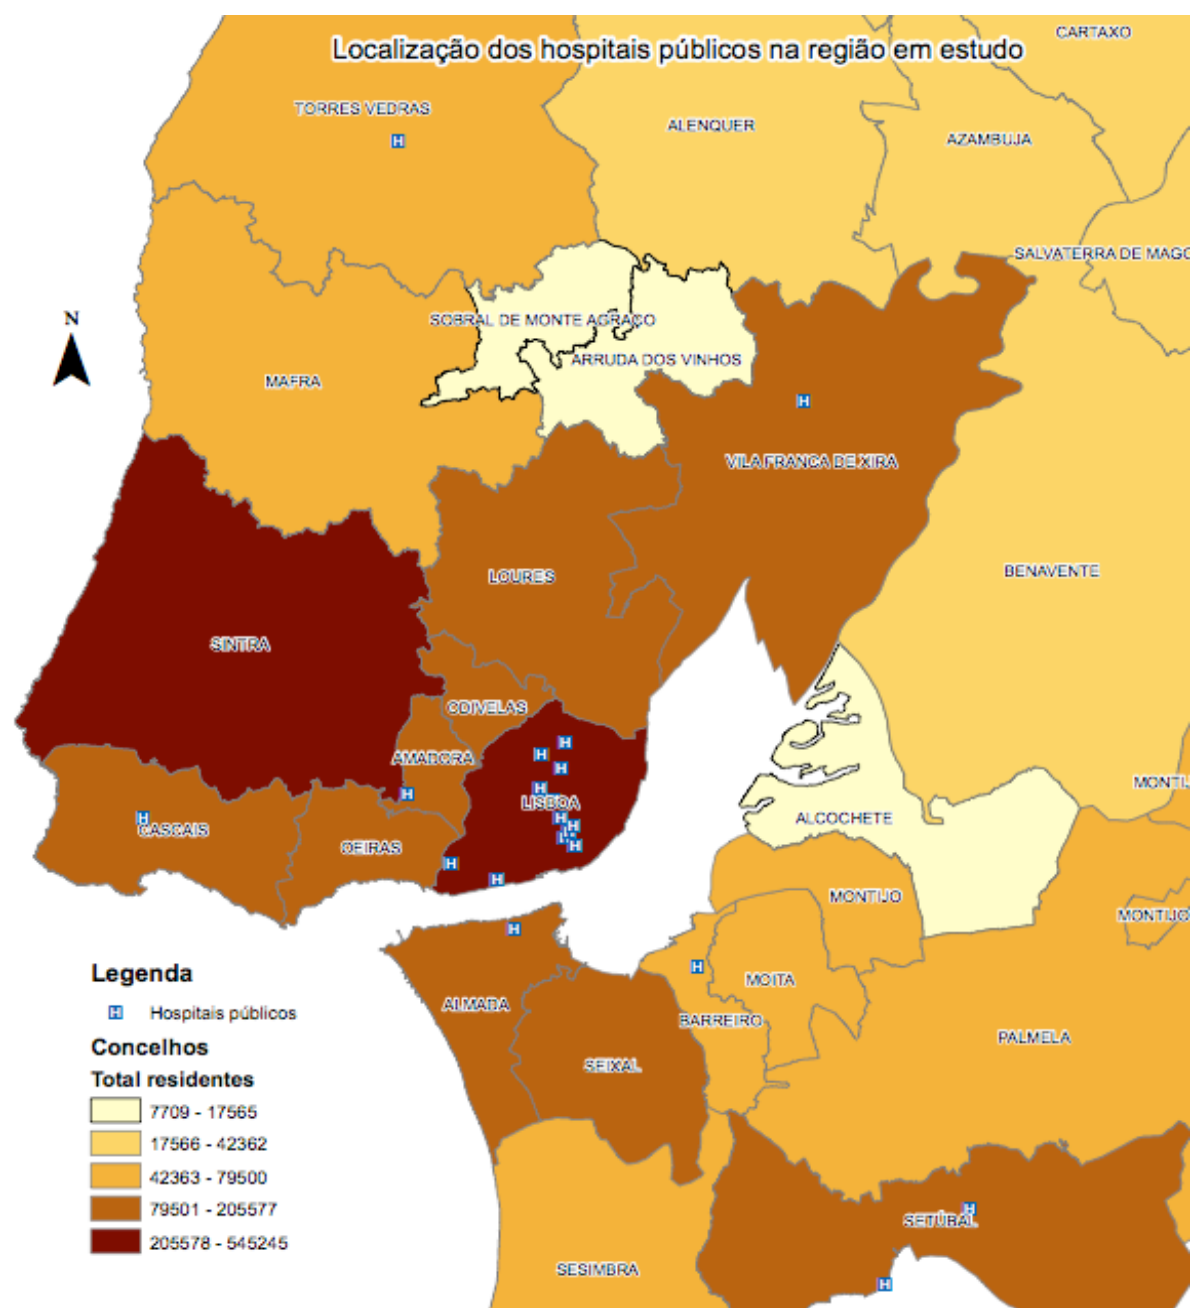 CARTAXO
Localização dos hospitais públicos na região em estudo
TORRES VEDRAS
ALENQUER
AZAMBUJA
SALVATERRA DE MAGO
N
SOBRAL DE MONTE AGRAÇO
ARRUDA DOS VINHOS
MAFRA
VILA FRANCA DE XIRA
BENAVENTE
LOURES
SINTRA
ODIVELAS
AMADORA
MONTIJ
LISBOA
ALCOCHETE
CASCAIS
OEIRAS
MONTIJO
MONTIJO
Legenda
H Hospitais públicos
Concelhos
Total residentes
7709 - 17565
17566 - 42362
42363 - 79500
79501 - 205577
205578 - 545245
MOITA
ALMADA
BARREIRO
PALMELA
SEIXAL
SETÚBAL
SESIMBRA